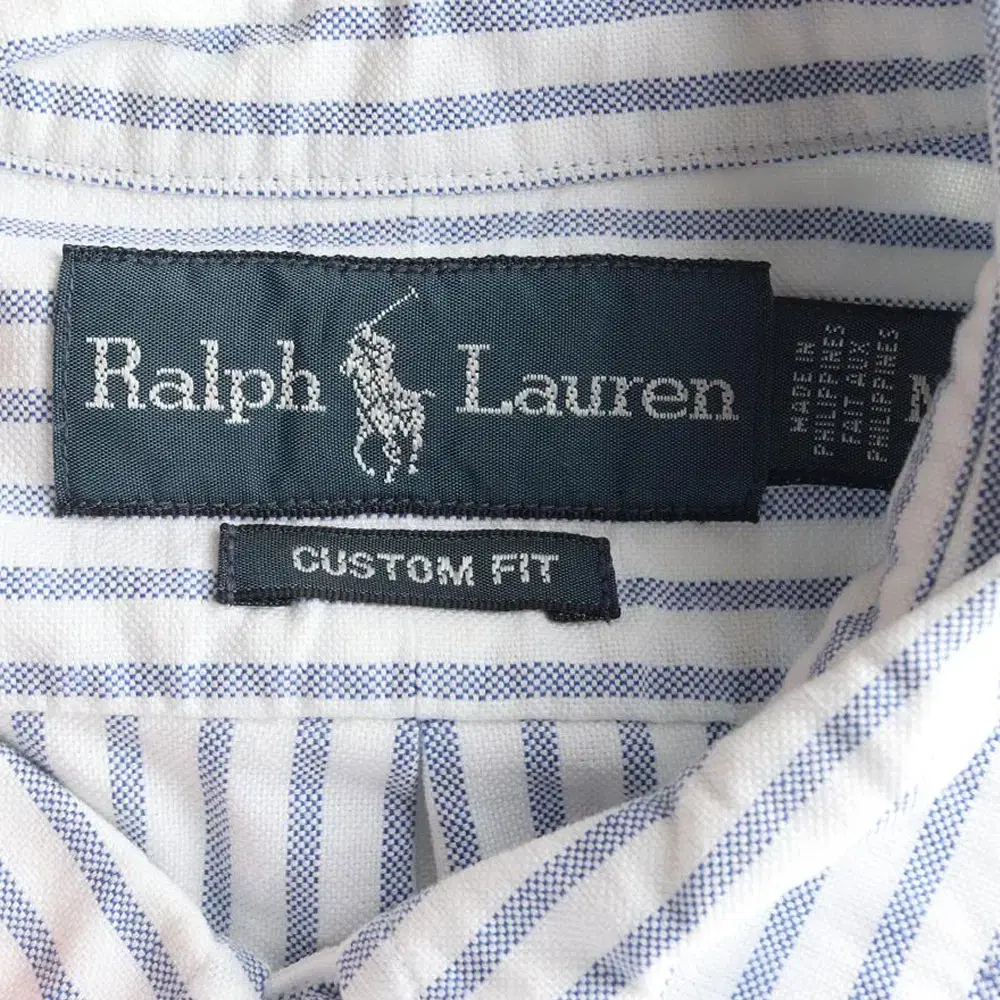 Ralph Lauren
CUSTOM FIT
MADE IN
PHILIPPINES
FAIT AUX
PHILIPPINES
M